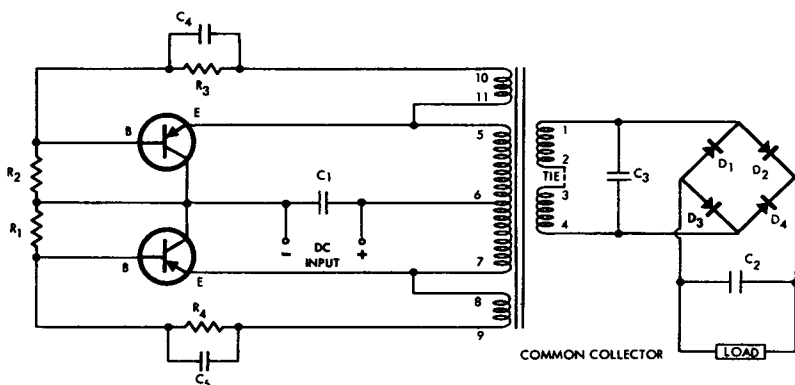 C4
R3
10
11
B
E
5
1
R2
C1
6
2
TIE
3
C3
D1
D2
R1
4
D3
D4
- DC +
INPUT
7
B
E
8
C2
R4
9
COMMON COLLECTOR
LOAD
C5